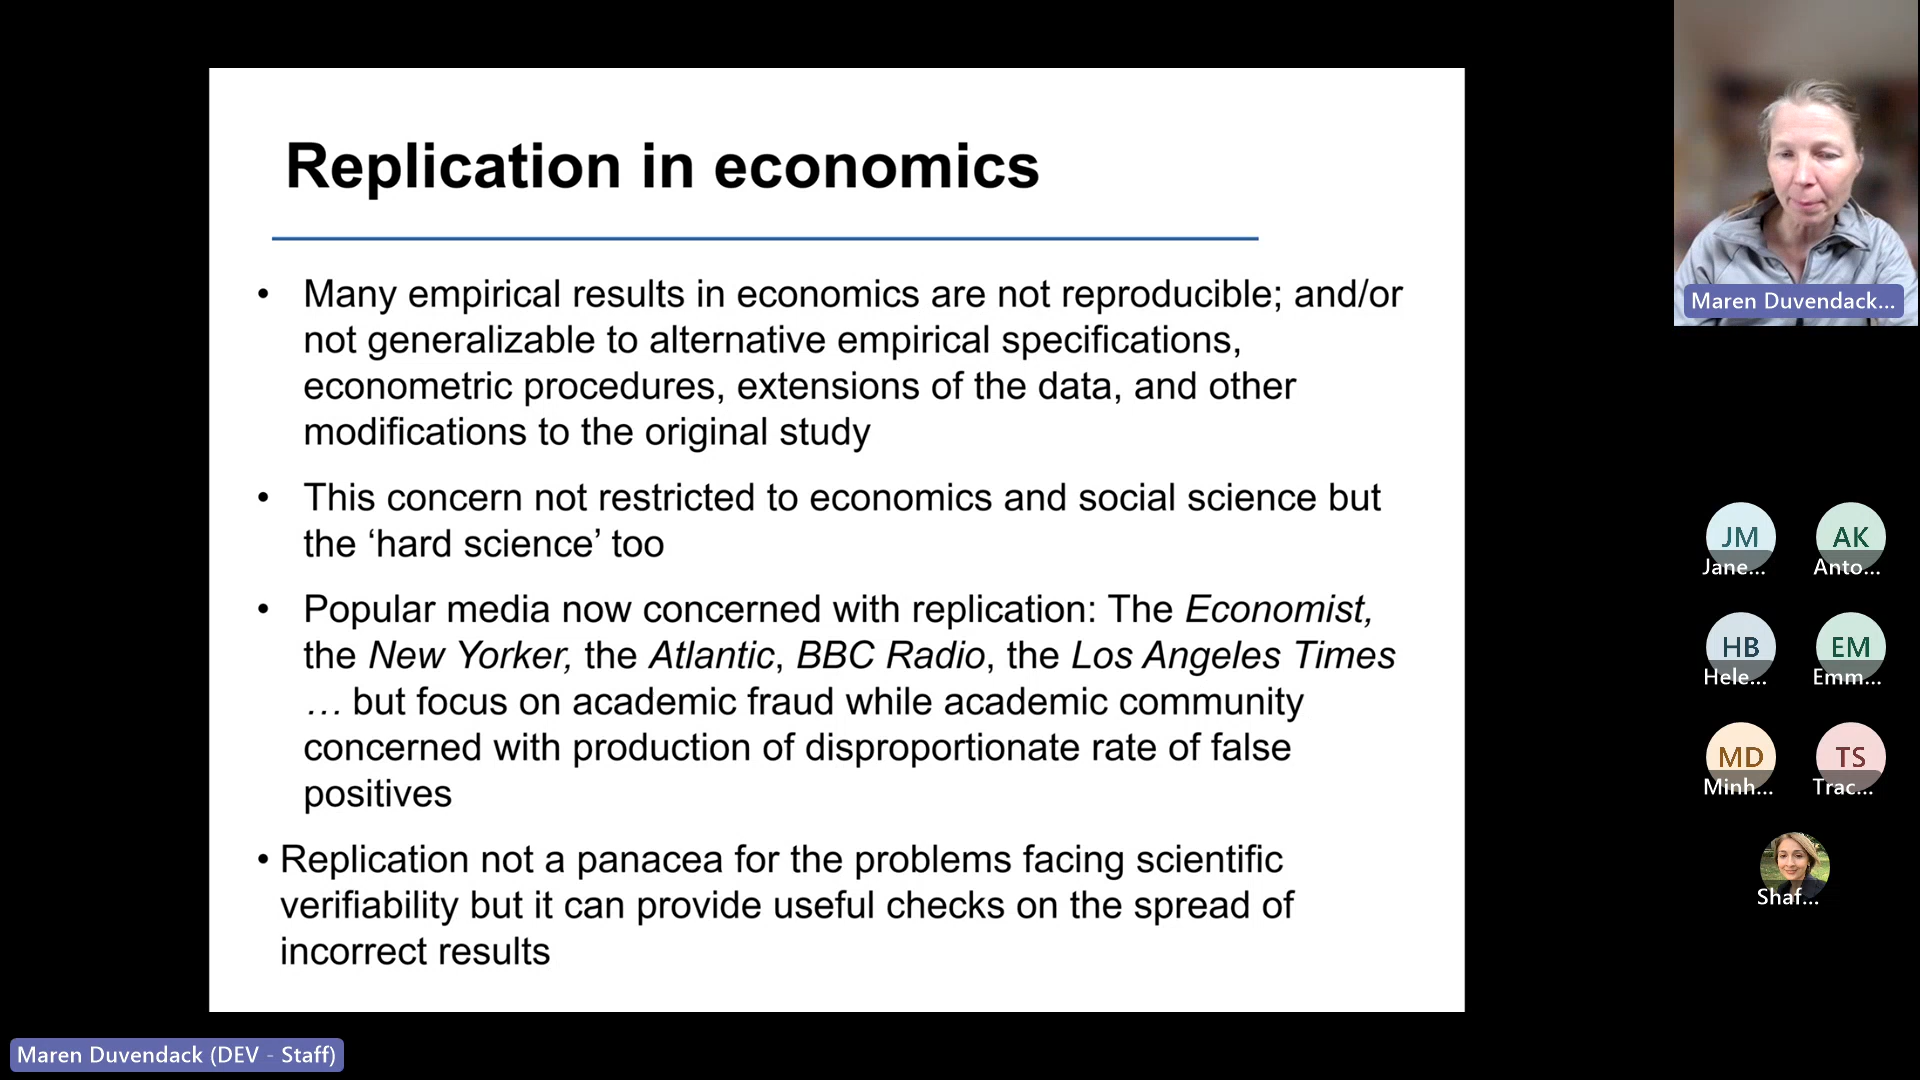 Replication in economics
• Many empirical results in economics are not reproducible; and/or
not generalizable to alternative empirical specifications,
econometric procedures, extensions of the data, and other
modifications to the original study
• This concern not restricted to economics and social science but
the ‘hard science’ too
• Popular media now concerned with replication: The Economist,
the New Yorker, the Atlantic, BBC Radio, the Los Angeles Times
… but focus on academic fraud while academic community
concerned with production of disproportionate rate of false
positives
• Replication not a panacea for the problems facing scientific
verifiability but it can provide useful checks on the spread of
incorrect results
Maren Duvendack...
JM
Jane...
AK
Anto...
HB
Hele...
EM
Emm...
MD
Minh...
TS
Trac...
Shaf...
Maren Duvendack (DEV - Staff)